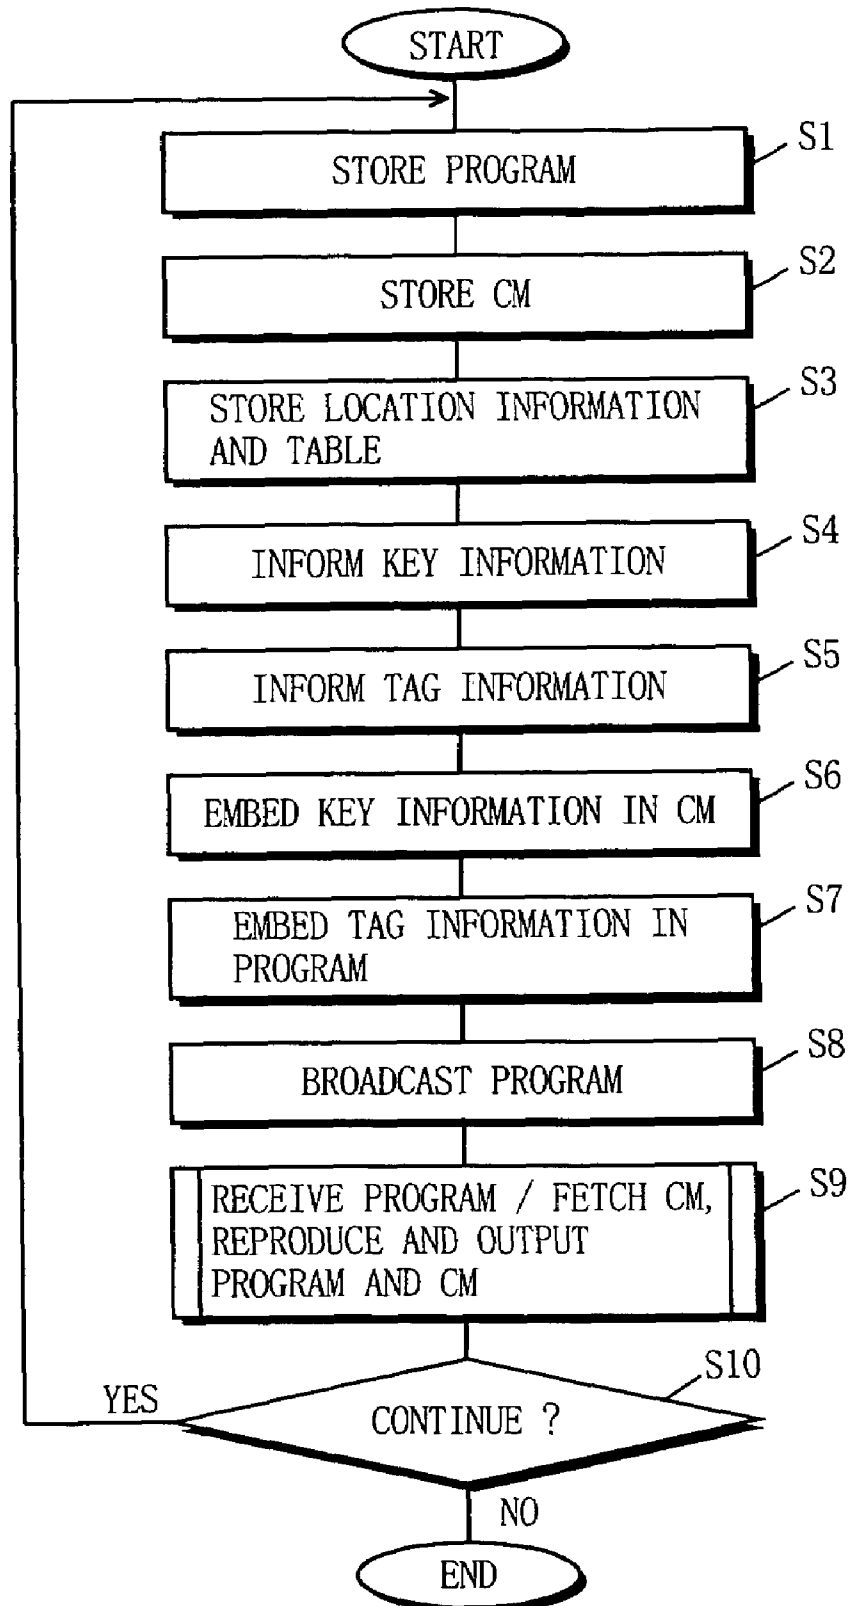 START
S1
STORE PROGRAM
S2
STORE CM
S3
STORE LOCATION INFORMATION
AND TABLE
S4
INFORM KEY INFORMATION
S5
INFORM TAG INFORMATION
S6
EMBED KEY INFORMATION IN CM
S7
EMBED TAG INFORMATION IN
PROGRAM
S8
BROADCAST PROGRAM
S9
RECEIVE PROGRAM / FETCH CM,
REPRODUCE AND OUTPUT
PROGRAM AND CM
S10
YES
CONTINUE ?
NO
END